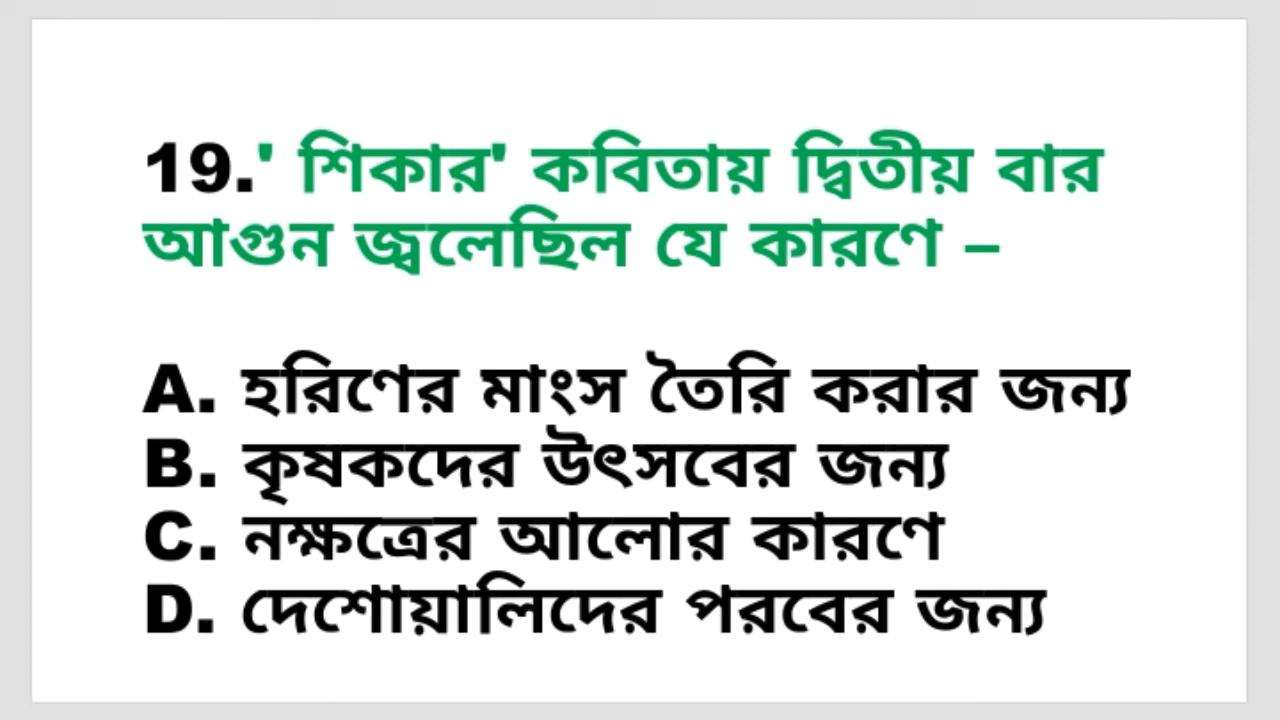 19.' শিকার' কবিতায় দ্বিতীয় বার
আগুন জ্বলেছিল যে কারণে –
A. হরিণের মাংস তৈরি করার জন্য
B. কৃষকদের উৎসবের জন্য
C. নক্ষত্রের আলোর কারণে
D. দেশোয়ালিদের পরবের জন্য